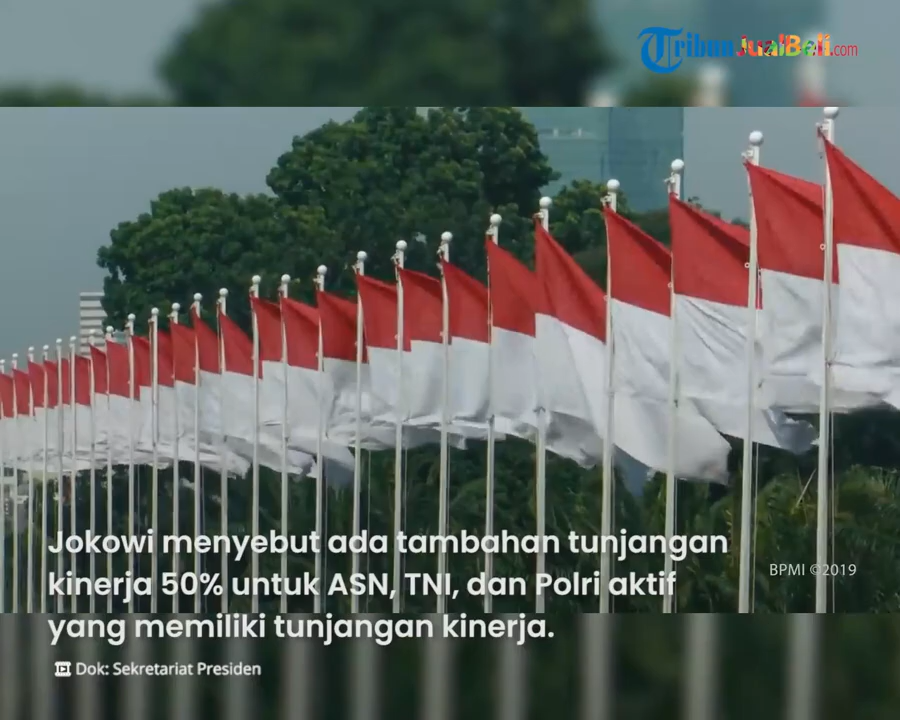 TribunJualBeli.com
Jokowi menyebut ada tambahan tunjangan
kinerja 50% untuk ASN, TNI, dan Polri aktif
BPMI ©2019
yang memiliki tunjangan kinerja.
Dok: Sekretariat Presiden